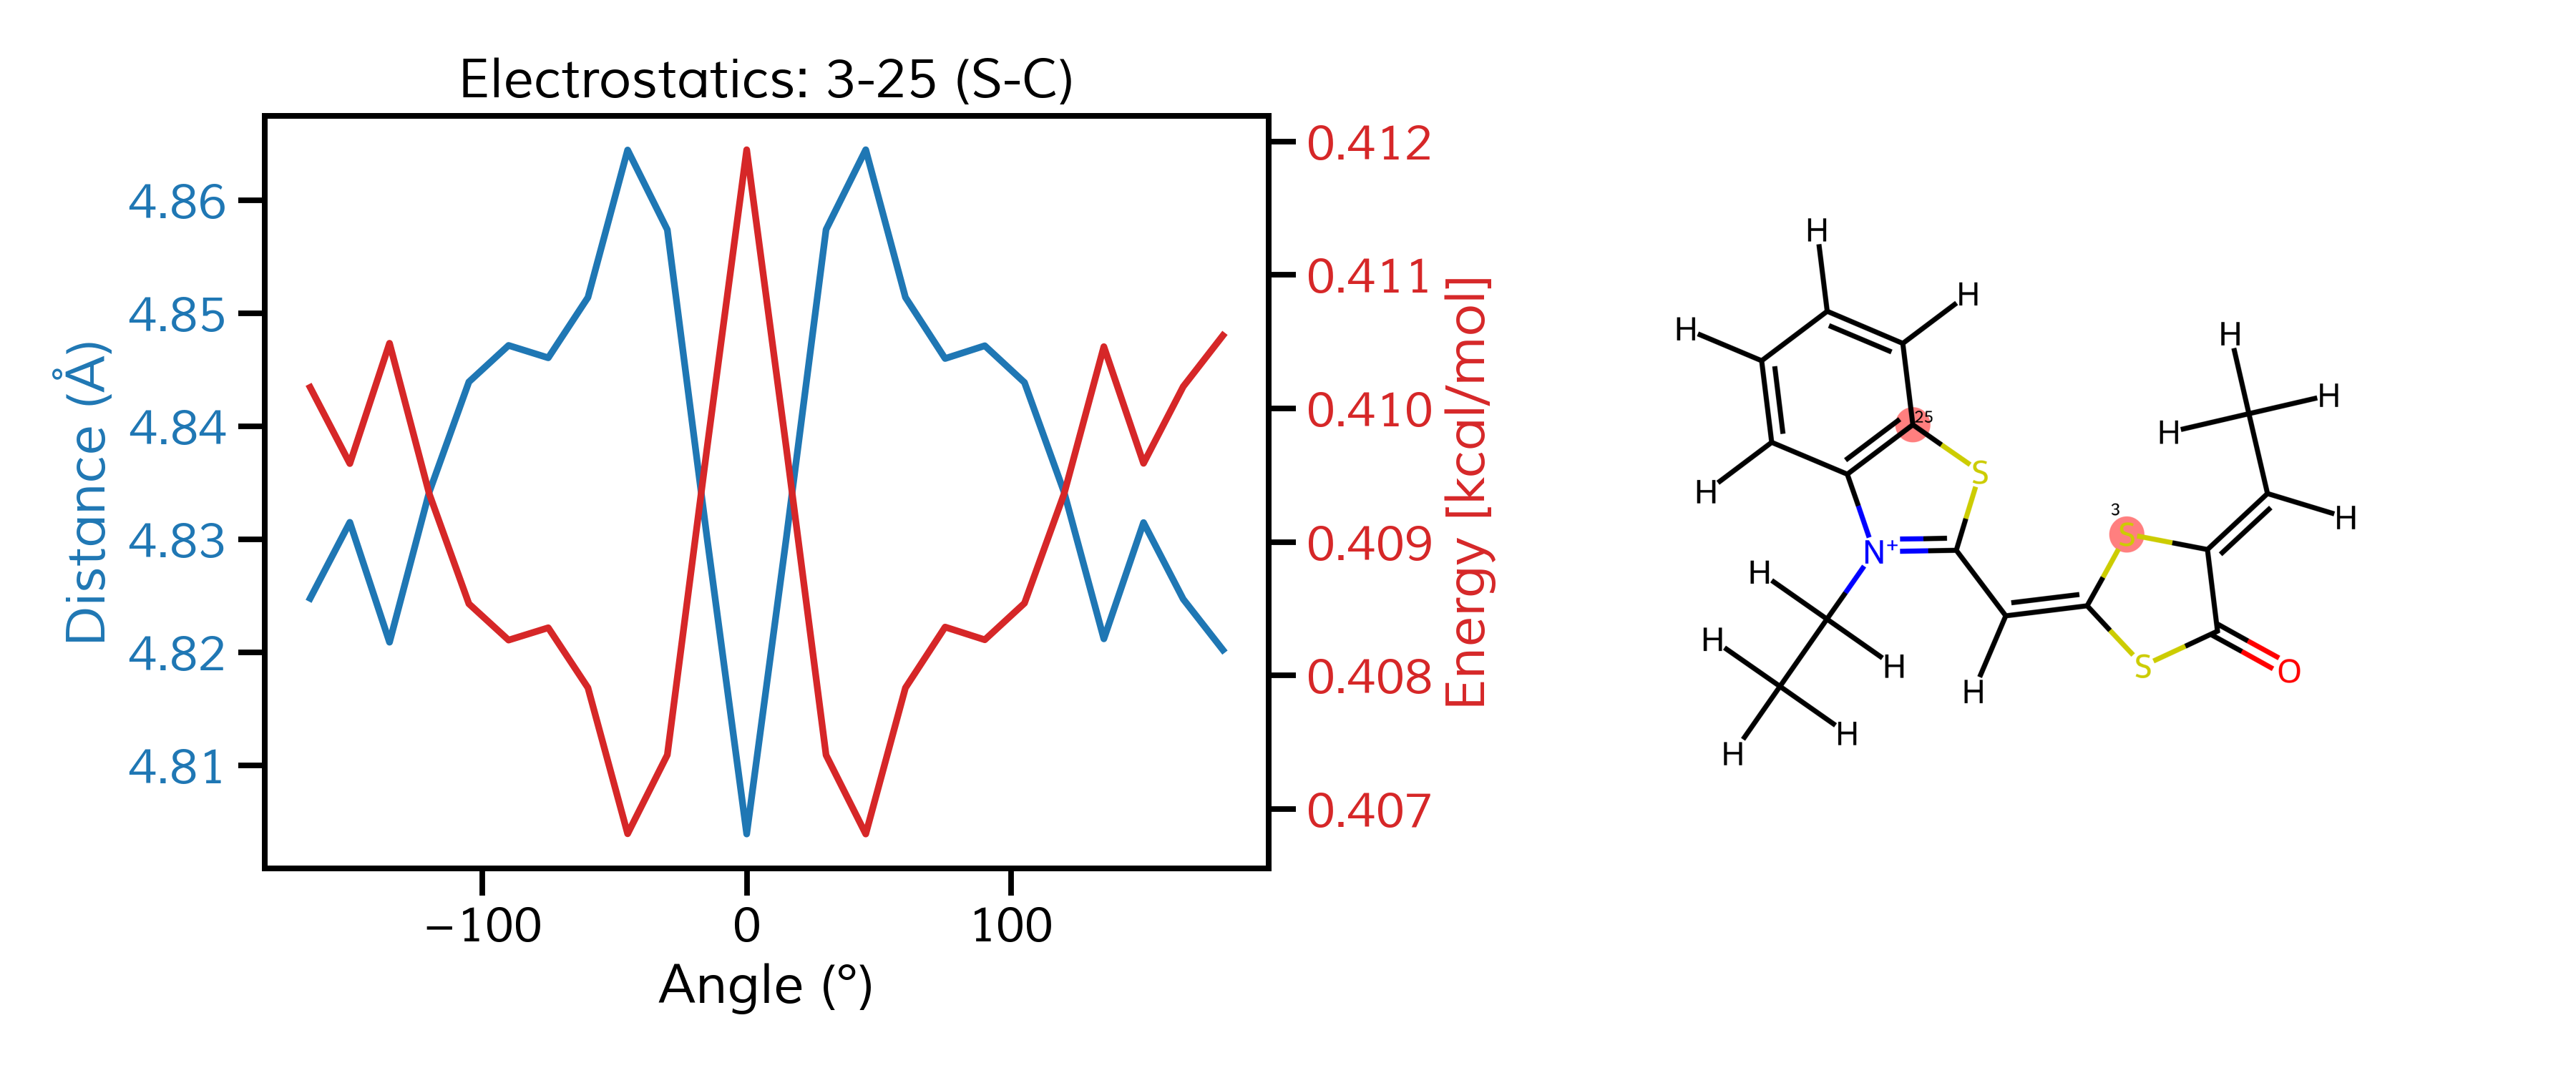 Electrostatics: 3-25 (S-C)
Distance (Å)
4.86
4.85
4.84
4.83
4.82
4.81
0.412
0.411
0.410
0.409
0.408
0.407
Energy [kcal/mol]
−100 0 100
Angle (°)
H
H
H
H
H
H
H
25
S
H
3
S
H
N+
H
H
H
S
O
H
H
H